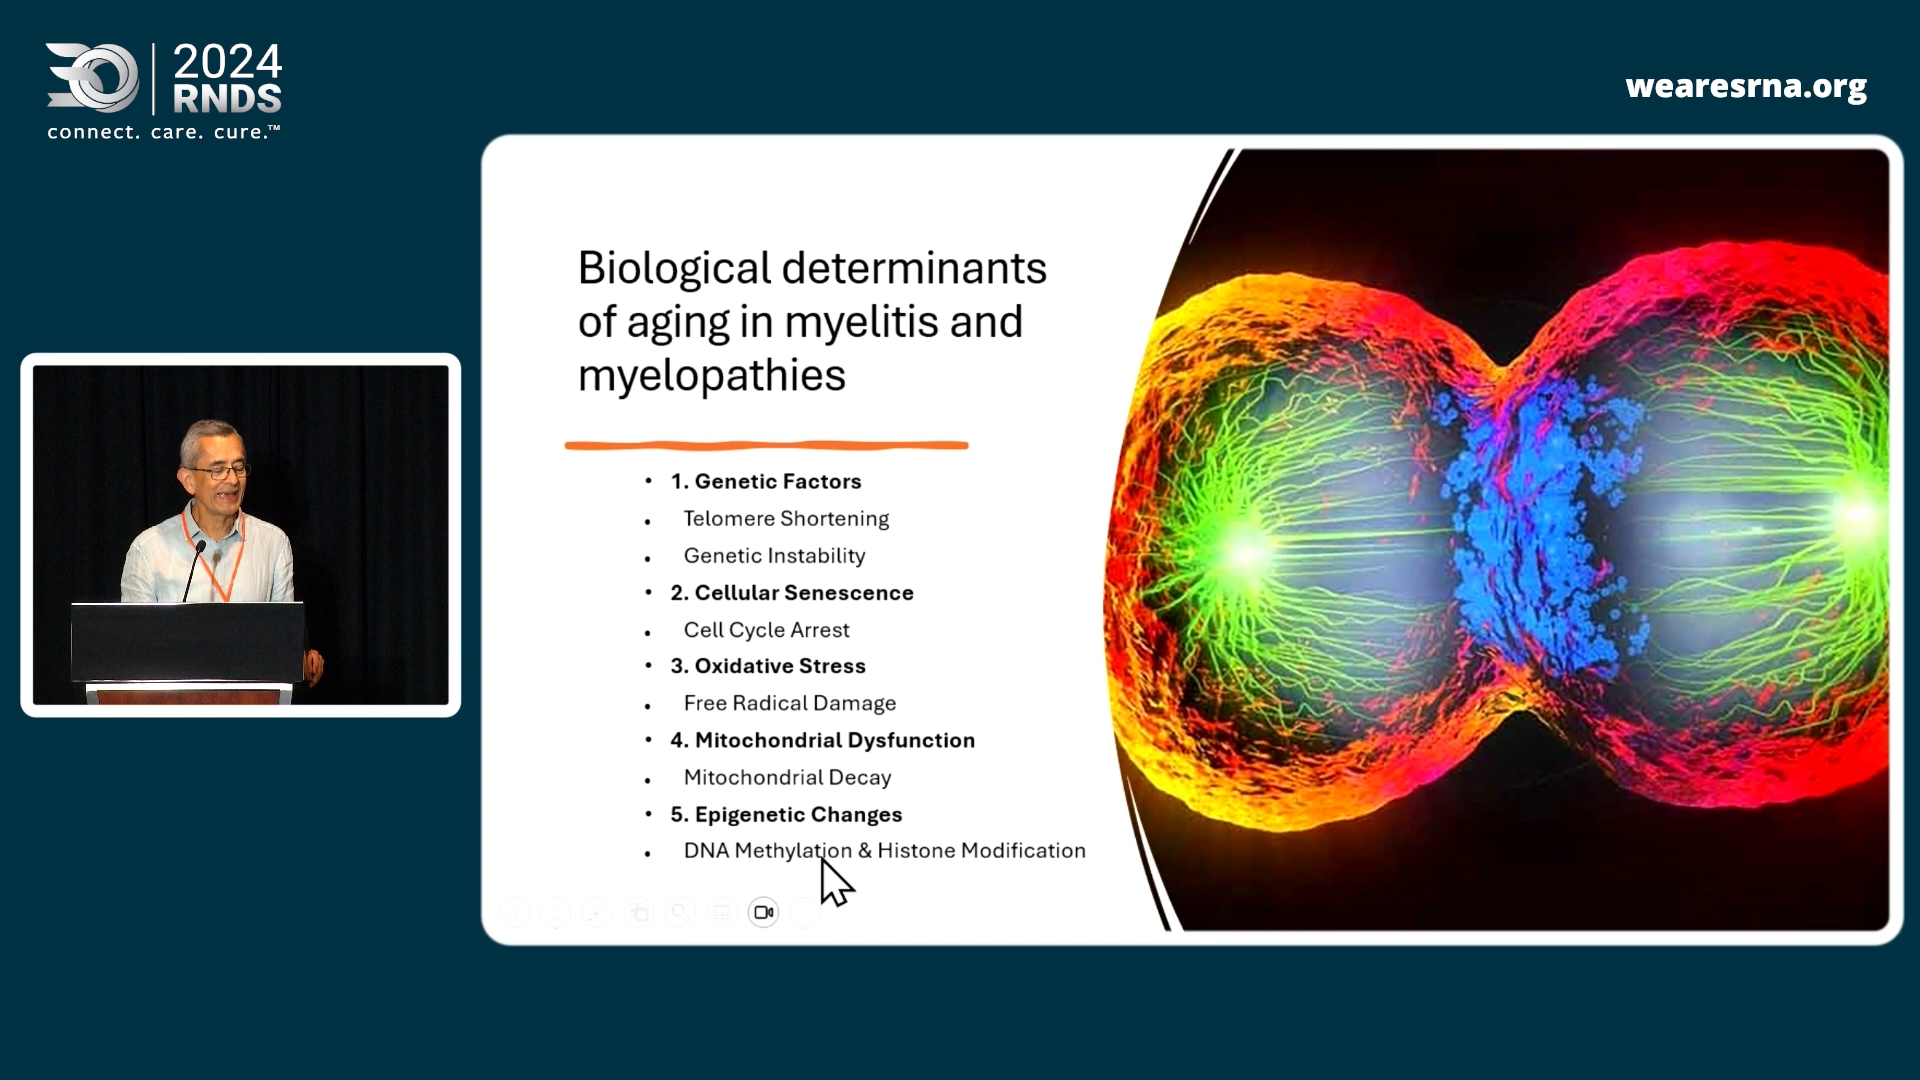 2024
RNDS
connect. care. cure.™
wearesrna.org
Biological determinants
of aging in myelitis and
myelopathies
• 1. Genetic Factors
• Telomere Shortening
• Genetic Instability
• 2. Cellular Senescence
• Cell Cycle Arrest
• 3. Oxidative Stress
• Free Radical Damage
• 4. Mitochondrial Dysfunction
• Mitochondrial Decay
• 5. Epigenetic Changes
• DNA Methylation & Histone Modification